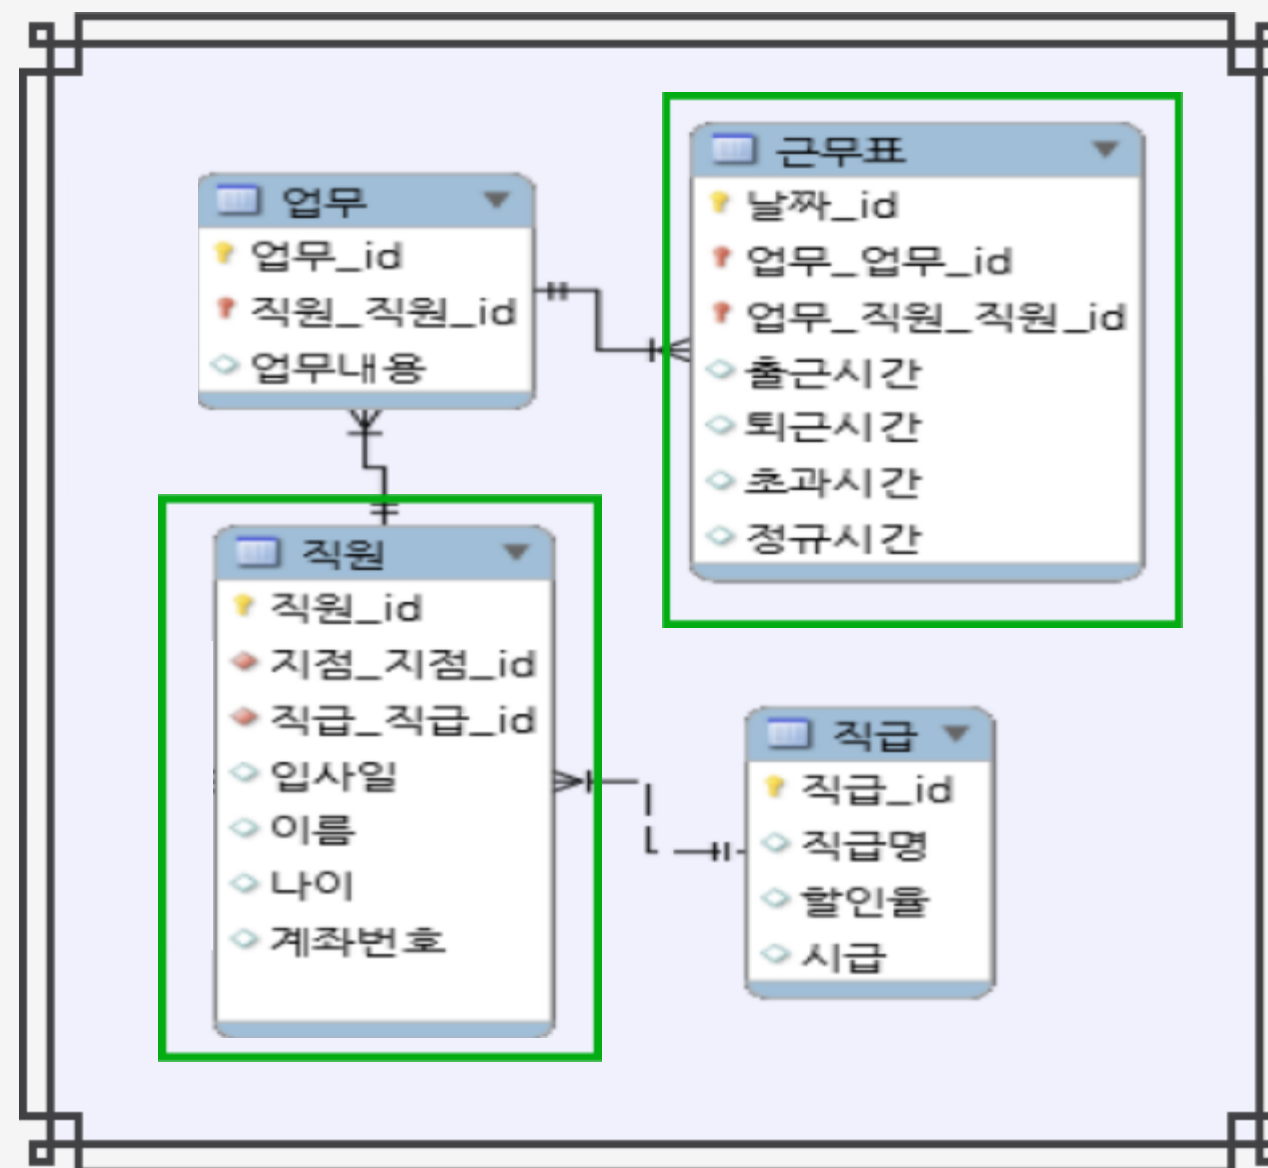 업무
업무_id
직원_직원_id
업무내용
근무표
날짜_id
업무_업무_id
업무_직원_직원_id
출근시간
퇴근시간
초과시간
정규시간
직원
직원_id
지점_지점_id
직급_직급_id
입사일
이름
나이
계좌번호
직급
직급_id
직급명
할인율
시급